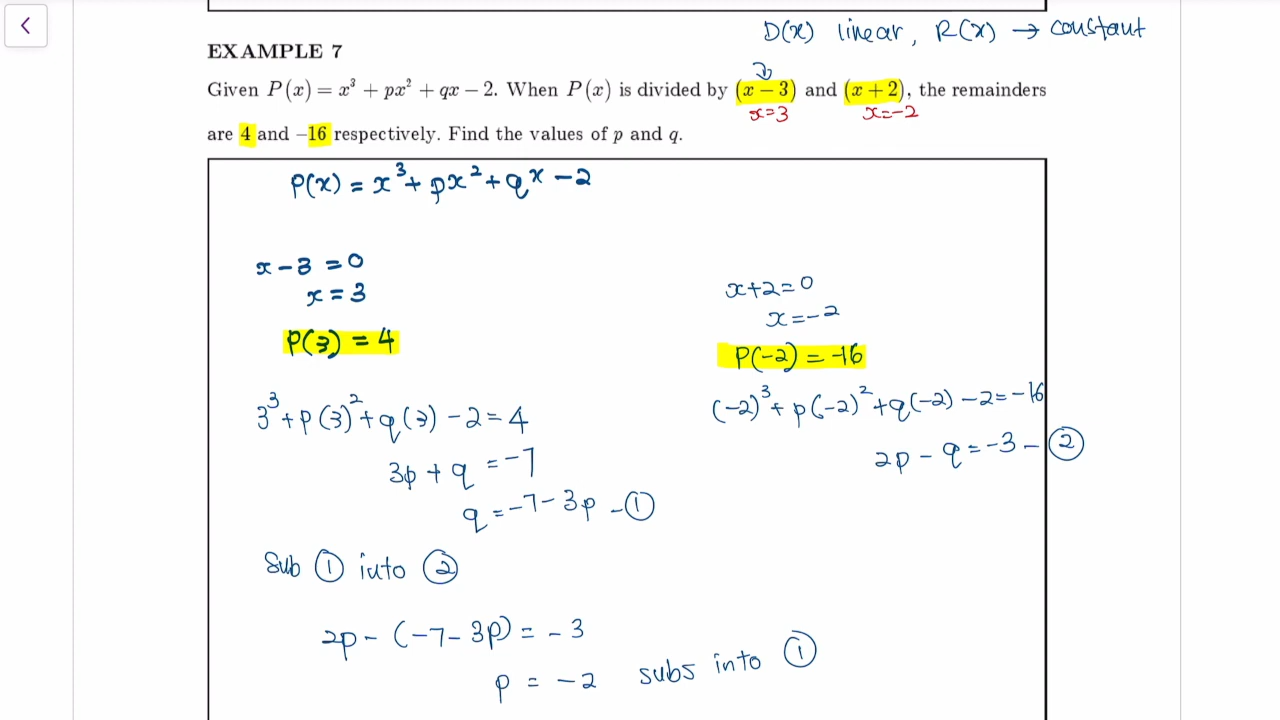 D(x) linear, R(x) → constant
EXAMPLE 7
Given P(x) = x³ + px² + qx − 2. When P(x) is divided by (x − 3) and (x + 2), the remainders
x=3 x=-2
are 4 and −16 respectively. Find the values of p and q.
P(x) = x³ + px² + qx − 2
x − 3 = 0
x = 3
P(3) = 4
3³ + p(3)² + q(3) − 2 = 4
3p + q = −7
q = −7 − 3p − ①
x+2=0
x=−2
P(−2) = −16
(−2)³ + p(−2)² + q(−2) − 2 = −16
2p − q = −3 − ②
Sub ① into ②
2p − (−7 − 3p) = −3
p = −2 subs into ①